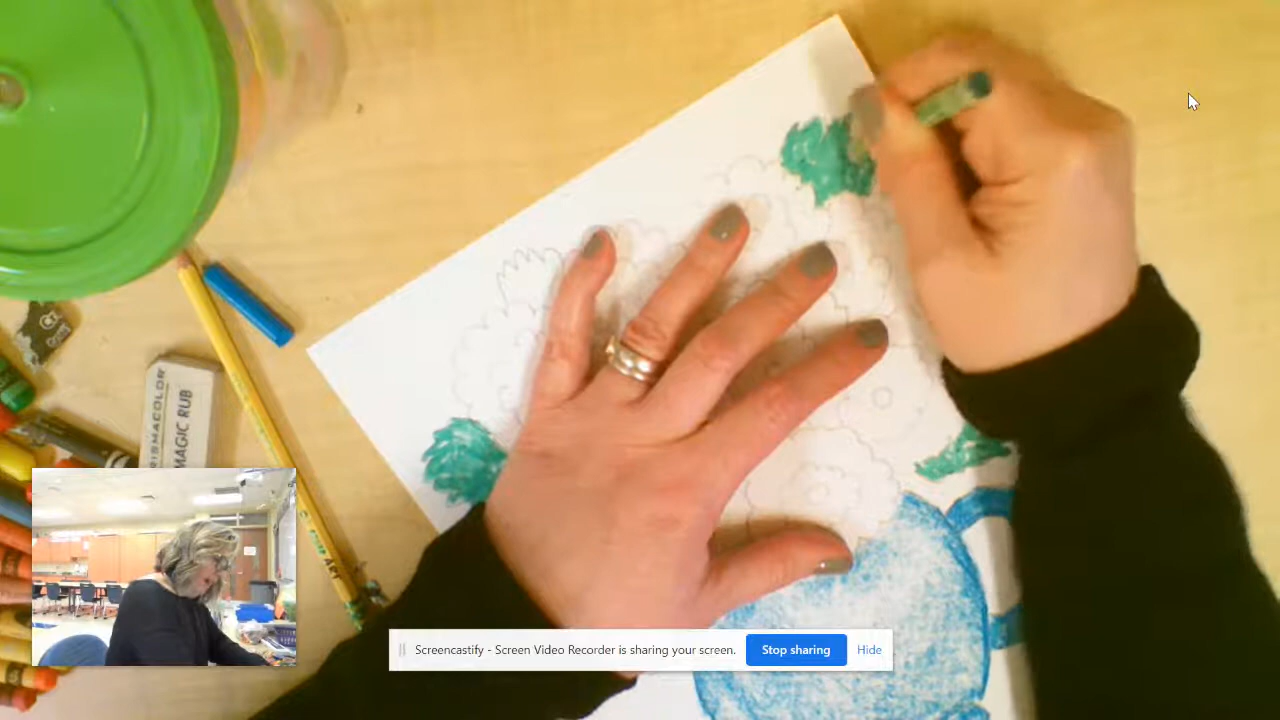 PRISMACOLOR
MAGIC RUB
Screencastify - Screen Video Recorder is sharing your screen.
Stop sharing
Hide